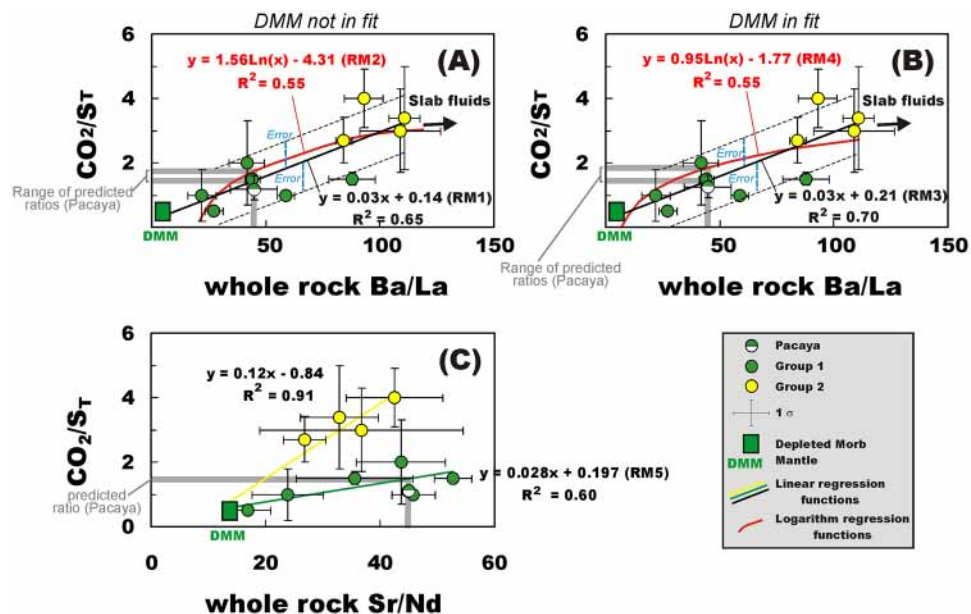 DMM not in fit
DMM in fit
6
4
2
0
CO2/ST
y = 1.56Ln(x) - 4.31 (RM2)
R2 = 0.55
(A)
Slab fluids
Error
Error
y = 0.03x + 0.14 (RM1)
R2 = 0.65
Range of predicted
ratios (Pacaya)
DMM
50
100
150
whole rock Ba/La
6
4
2
0
y = 0.95Ln(x) - 1.77 (RM4)
R2 = 0.55
(B)
Slab fluids
Error
Error
y = 0.03x + 0.21 (RM3)
R2 = 0.70
Range of predicted
ratios (Pacaya)
DMM
50
100
150
whole rock Ba/La
6
4
2
0
CO2/ST
y = 0.12x - 0.84
R2 = 0.91
(C)
y = 0.028x + 0.197 (RM5)
R2 = 0.60
predicted
ratio (Pacaya)
DMM
0
20
40
60
whole rock Sr/Nd
Pacaya
Group 1
Group 2
1 σ
Depleted Morb
Mantle
DMM
Linear regression
functions
Logarithm regression
functions